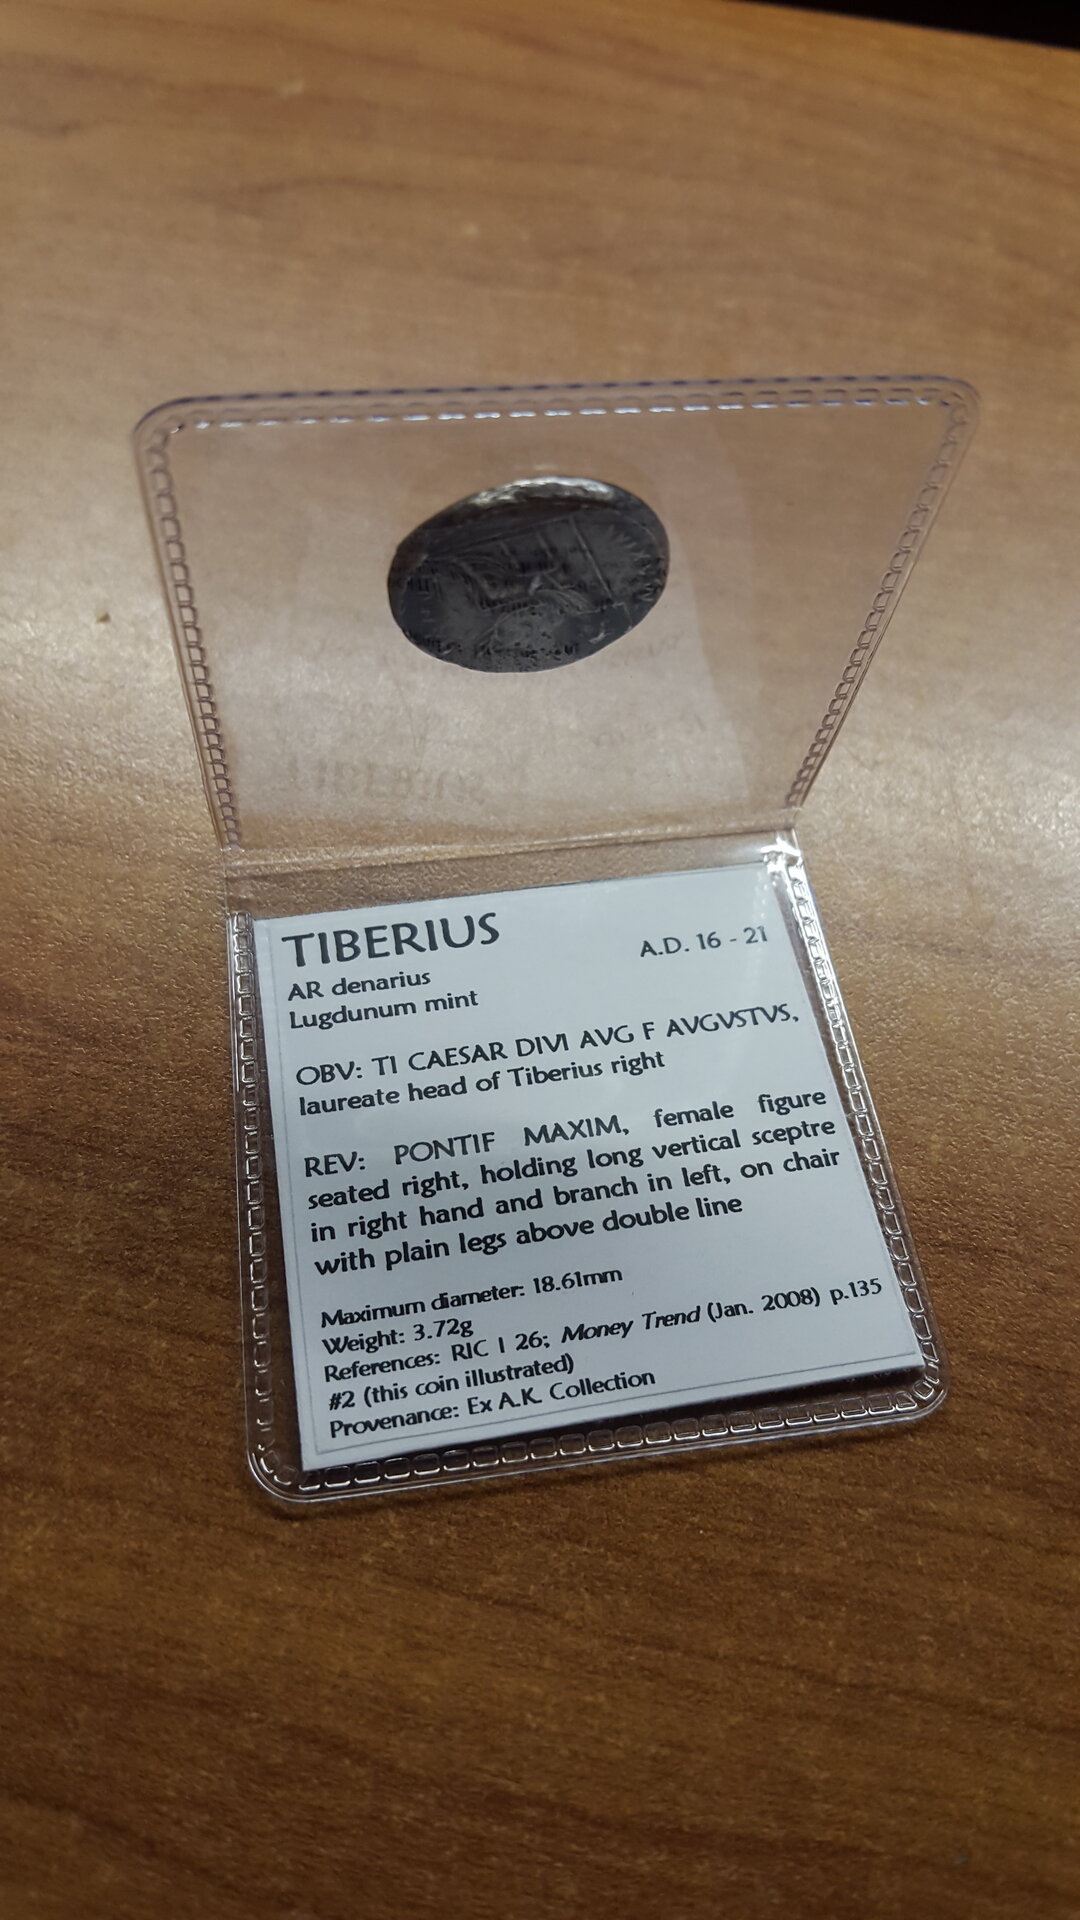 TIBERIUS A.D. 16 - 21
AR denarius
Lugdunum mint
OBV: TI CAESAR DIVI AVG F AVGVSTVS,
laureate head of Tiberius right
REV: PONTIF MAXIM, female figure
seated right, holding long vertical sceptre
in right hand and branch in left, on chair
with plain legs above double line
Maximum diameter: 18.61mm
Weight: 3.72g
References: RIC I 26; Money Trend (Jan. 2008) p.135
#2 (this coin illustrated)
Provenance: Ex A.K. Collection